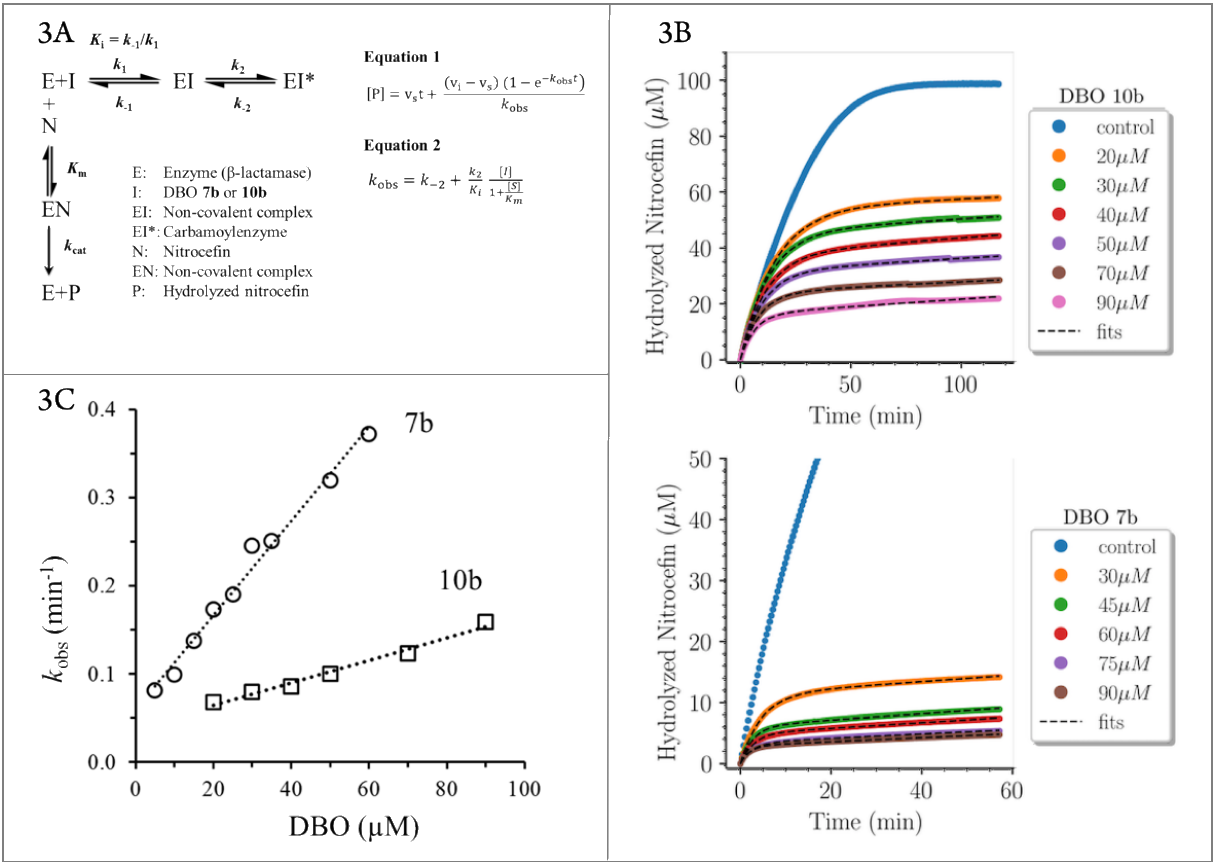 3A
Kᵢ = k₋₁/k₁
k₁
k₂
E+I
EI
EI*
k₋₁
k₋₂
+
N
Kₘ
EN
k_cat
E+P
E: Enzyme (β-lactamase)
I: DBO 7b or 10b
EI: Non-covalent complex
EI*: Carbamoylenzyme
N: Nitrocefin
EN: Non-covalent complex
P: Hydrolyzed nitrocefin
Equation 1
[P] = vₛt + (vᵢ − vₛ) (1 − e^(−k_obs t)) / k_obs
Equation 2
k_obs = k₋₂ + k₂/Kᵢ [I]/(1+[S]/Kₘ)
3B
Hydrolyzed Nitrocefin (μM)
100
80
60
40
20
0
0 50 100
Time (min)
DBO 10b
control
20μM
30μM
40μM
50μM
70μM
90μM
fits
Hydrolyzed Nitrocefin (μM)
50
40
30
20
10
0
0 20 40 60
Time (min)
DBO 7b
control
30μM
45μM
60μM
75μM
90μM
fits
3C
k_obs (min⁻¹)
0.4
0.3
0.2
0.1
0.0
7b
10b
0 20 40 60 80 100
DBO (μM)